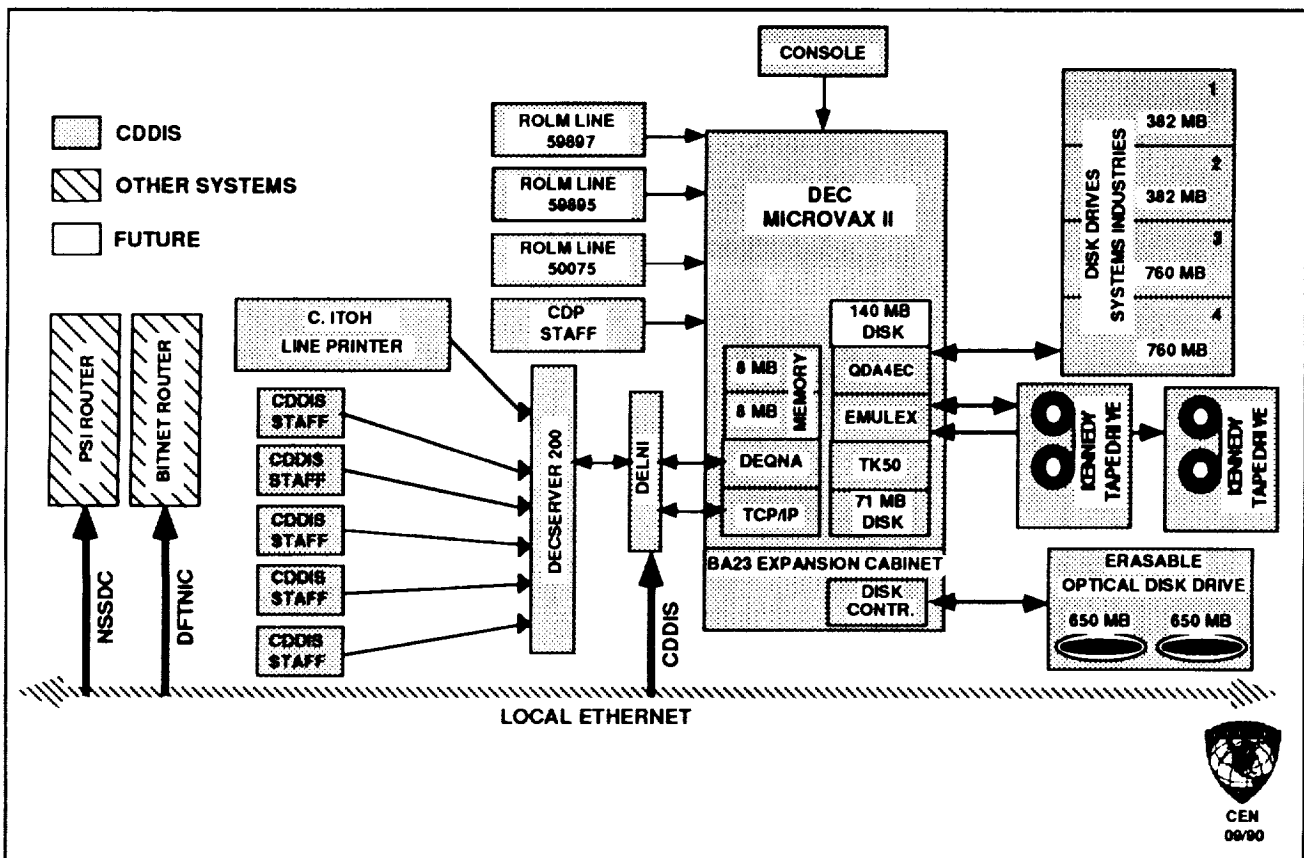 CDDIS
OTHER SYSTEMS
FUTURE
CONSOLE
ROLM LINE
59897
ROLM LINE
59895
ROLM LINE
50075
CDP
STAFF
DEC
MICROVAX II
140 MB
DISK
8 MB
8 MB
MEMORY
QDA4EC
EMULEX
DEQNA
TK50
TCP/IP
71 MB
DISK
BA23 EXPANSION CABINET
DISK
CONTR.
DISK DRIVES
SYSTEMS INDUSTRIES
1
382 MB
2
382 MB
3
760 MB
4
760 MB
KENNEDY
TAPEDRIVE
KENNEDY
TAPEDRIVE
ERASABLE
OPTICAL DISK DRIVE
650 MB
650 MB
C. ITOH
LINE PRINTER
CDDIS
STAFF
CDDIS
STAFF
CDDIS
STAFF
CDDIS
STAFF
CDDIS
STAFF
DECSERVER 200
DELNI
PSI ROUTER
BITNET ROUTER
NSSDC
DFTNIC
CDDIS
LOCAL ETHERNET
CEN
09/90